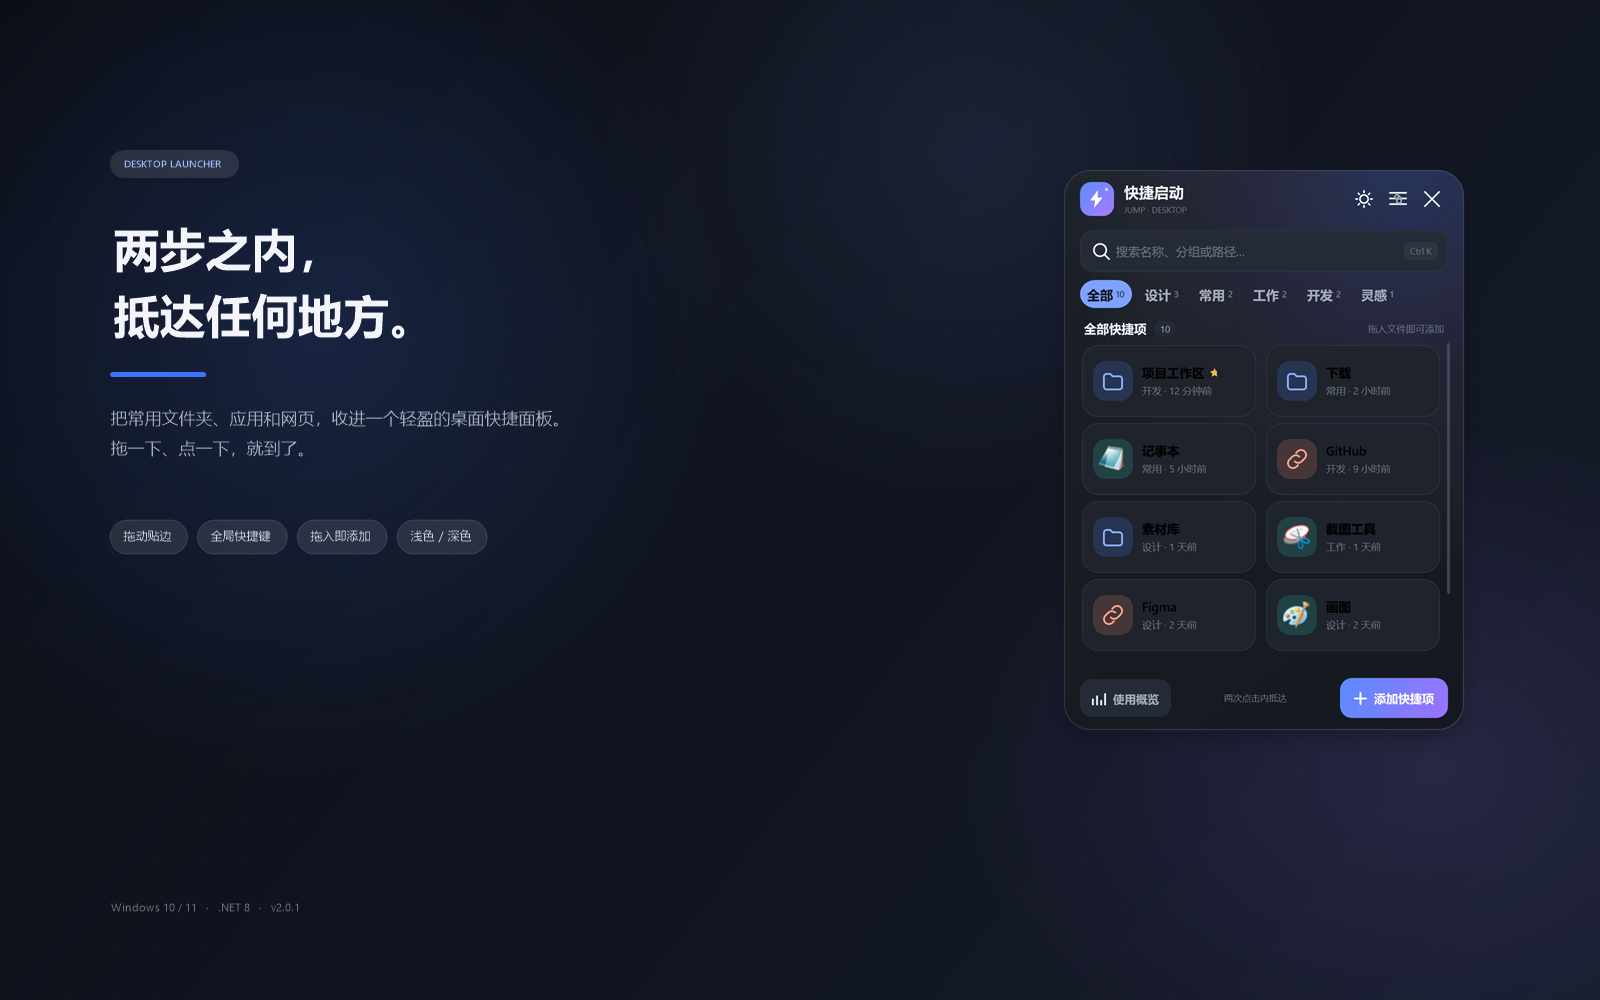 DESKTOP LAUNCHER
两步之内，
抵达任何地方。
把常用文件夹、应用和网页，收进一个轻盈的桌面快捷面板。
拖一下、点一下，就到了。
拖动贴边 全局快捷键 拖入即添加 浅色 / 深色
Windows 10 / 11 · .NET 8 · v2.0.1
快捷启动
JUMP · DESKTOP
搜索名称、分组或路径... Ctrl K
全部 10 设计 3 常用 2 工作 2 开发 2 灵感 1
全部快捷项 10 拖入文件即可添加
项目工作区
开发 · 12 分钟前
下载
常用 · 2 小时前
记事本
常用 · 5 小时前
GitHub
开发 · 9 小时前
素材库
设计 · 1 天前
截图工具
工作 · 1 天前
Figma
设计 · 2 天前
画图
设计 · 2 天前
使用概览 两次点击内抵达 添加快捷项